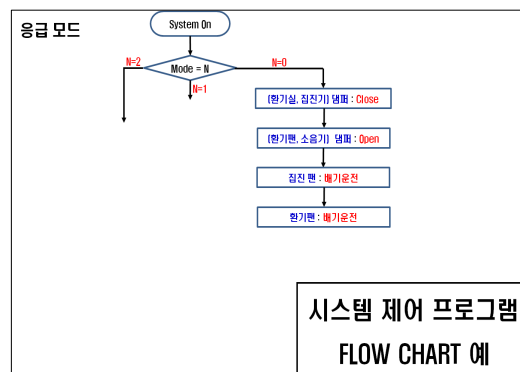 응급 모드
System On
Mode = N
N=2
N=0
N=1
(환기실, 집진기) 댐퍼 : Close
(환기팬, 소음기) 댐퍼 : Open
집진 팬 : 배기운전
환기팬 : 배기운전
시스템 제어 프로그램
FLOW CHART 예